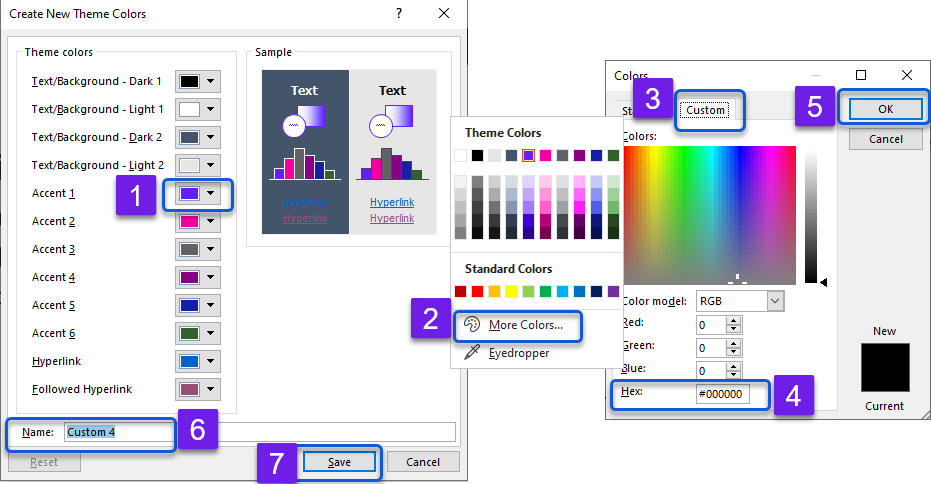 Create New Theme Colors
?
Theme colors
Text/Background - Dark 1
Text/Background - Light 1
Text/Background - Dark 2
Text/Background - Light 2
Accent 1
Accent 2
Accent 3
Accent 4
Accent 5
Accent 6
Hyperlink
Followed Hyperlink
Name:
Custom 4
Reset
Save
Cancel
Sample
Text
Text
Hyperlink
Hyperlink
Hyperlink
Hyperlink
1
6
7
Theme Colors
Standard Colors
2
More Colors...
Eyedropper
Colors
3
Custom
5
OK
Cancel
Colors:
Color model:
RGB
Red:
0
Green:
0
Blue:
0
Hex:
#000000
4
New
Current